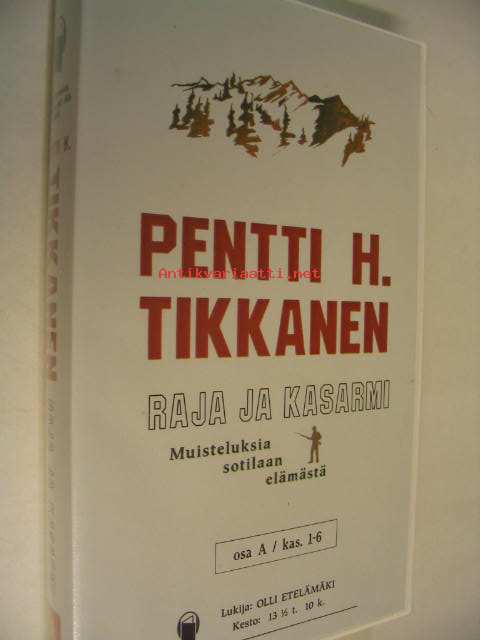 PENTTI H.
TIKKANEN
Antikvariaatti.net
RAJA JA KASARMI
Muisteluksia
sotilaan
elämästä
osa A / kas. 1-6
Lukija: OLLI ETELÄMÄKI
Kesto: 13 ½ t. 10 k.
TIKKANEN